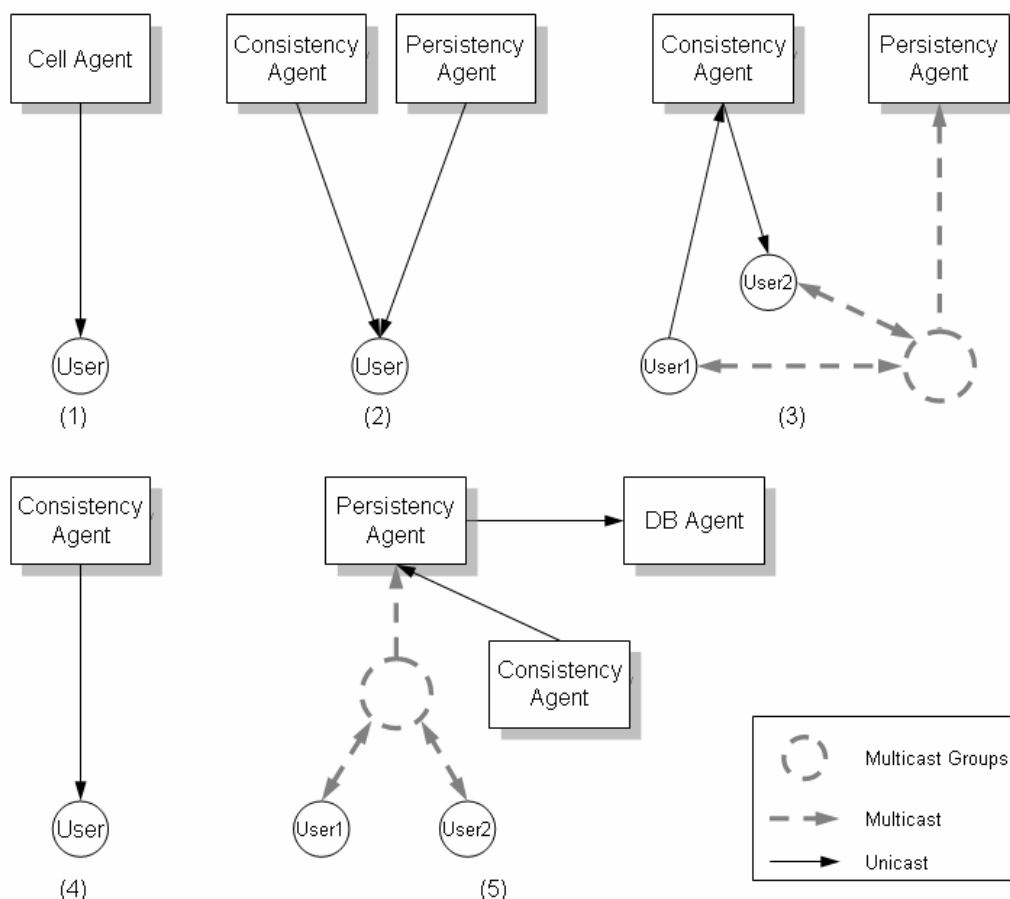 Cell Agent
User
(1)
Consistency
Agent
Persistency
Agent
User
(2)
Consistency
Agent
Persistency
Agent
User2
User1
(3)
Consistency
Agent
User
(4)
Persistency
Agent
DB Agent
Consistency
Agent
User1
User2
(5)
Multicast Groups
Multicast
Unicast